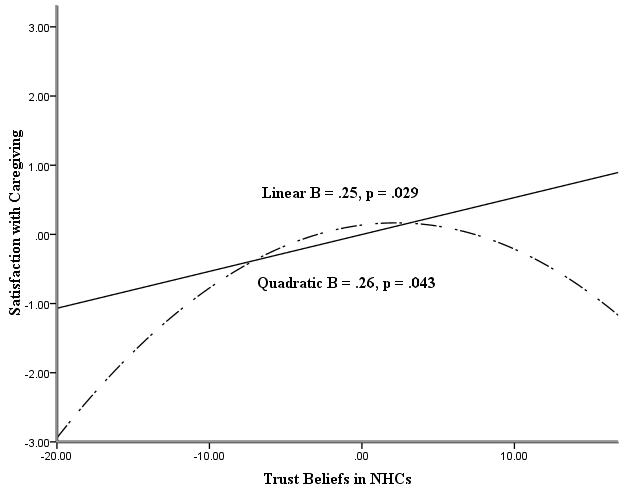 3.00
2.00
1.00
.00
-1.00
-2.00
-3.00
Satisfaction with Caregiving
Linear B = .25, p = .029
Quadratic B = .26, p = .043
-20.00 -10.00 .00 10.00
Trust Beliefs in NHCs